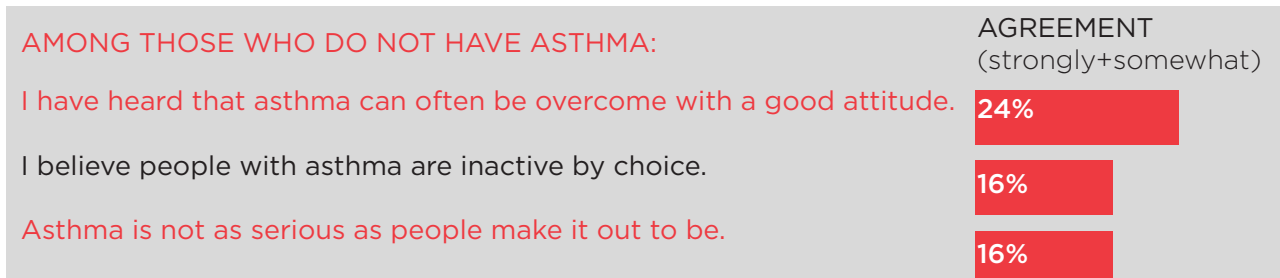 AMONG THOSE WHO DO NOT HAVE ASTHMA:
AGREEMENT
(strongly+somewhat)
I have heard that asthma can often be overcome with a good attitude.
24%
I believe people with asthma are inactive by choice.
16%
Asthma is not as serious as people make it out to be.
16%